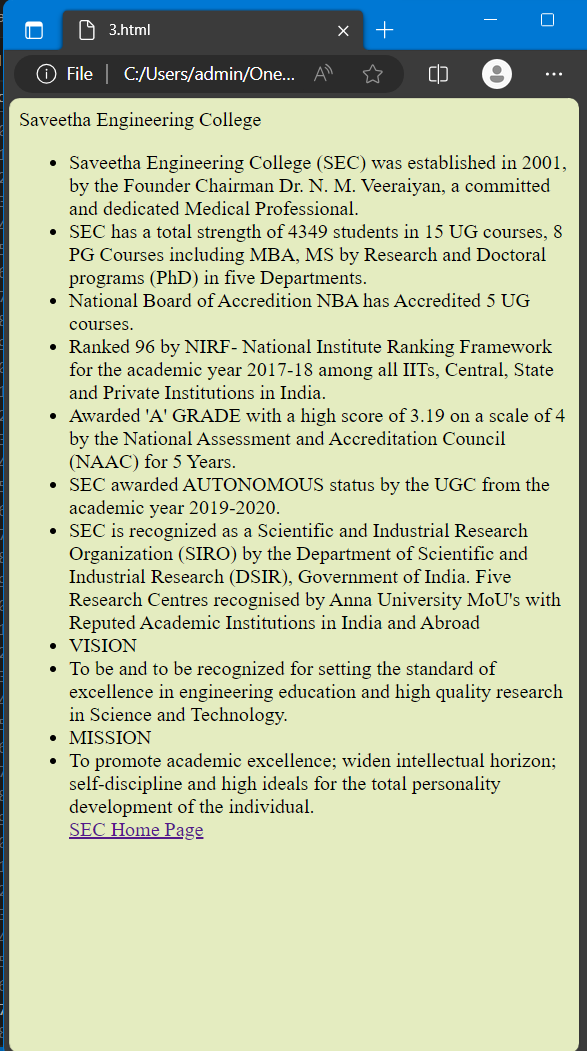 3.html
File | C:/Users/admin/One...
Saveetha Engineering College
• Saveetha Engineering College (SEC) was established in 2001,
by the Founder Chairman Dr. N. M. Veeraiyan, a committed
and dedicated Medical Professional.
• SEC has a total strength of 4349 students in 15 UG courses, 8
PG Courses including MBA, MS by Research and Doctoral
programs (PhD) in five Departments.
• National Board of Accredition NBA has Accredited 5 UG
courses.
• Ranked 96 by NIRF- National Institute Ranking Framework
for the academic year 2017-18 among all IITs, Central, State
and Private Institutions in India.
• Awarded 'A' GRADE with a high score of 3.19 on a scale of 4
by the National Assessment and Accreditation Council
(NAAC) for 5 Years.
• SEC awarded AUTONOMOUS status by the UGC from the
academic year 2019-2020.
• SEC is recognized as a Scientific and Industrial Research
Organization (SIRO) by the Department of Scientific and
Industrial Research (DSIR), Government of India. Five
Research Centres recognised by Anna University MoU's with
Reputed Academic Institutions in India and Abroad
• VISION
• To be and to be recognized for setting the standard of
excellence in engineering education and high quality research
in Science and Technology.
• MISSION
• To promote academic excellence; widen intellectual horizon;
self-discipline and high ideals for the total personality
development of the individual.
SEC Home Page